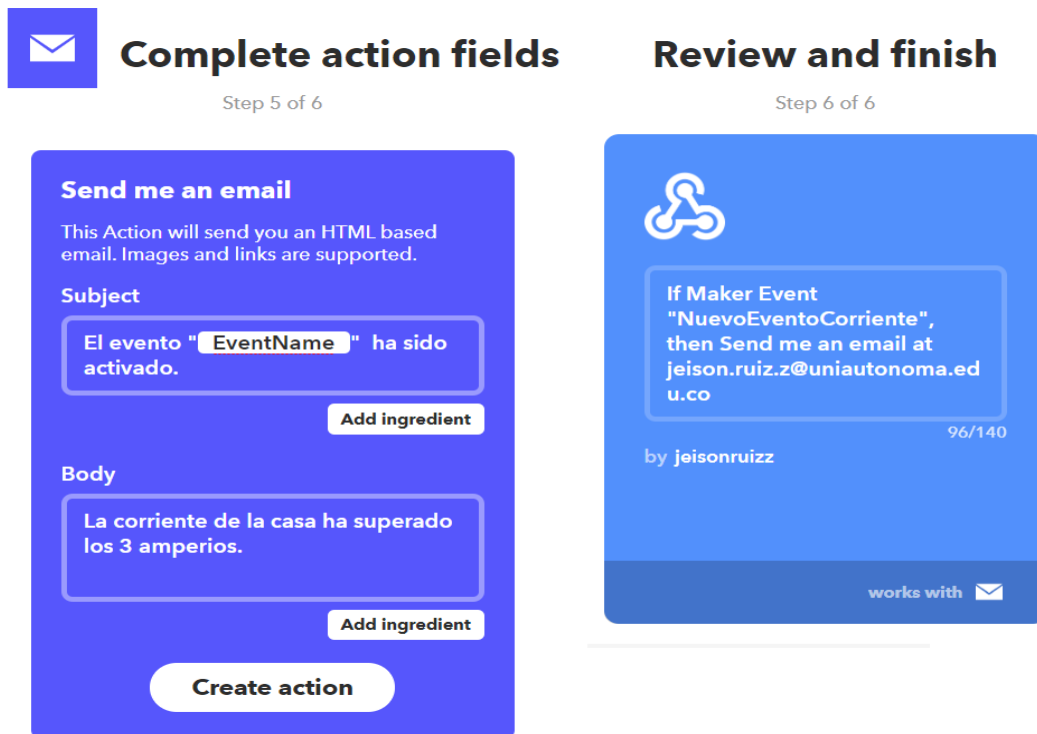 Complete action fields
Step 5 of 6
Send me an email
This Action will send you an HTML based
email. Images and links are supported.
Subject
El evento " EventName " ha sido
activado.
Add ingredient
Body
La corriente de la casa ha superado
los 3 amperios.
Add ingredient
Create action
Review and finish
Step 6 of 6
If Maker Event
"NuevoEventoCorriente",
then Send me an email at
jeison.ruiz.z@uniautonoma.ed
u.co
96/140
by jeisonruizz
works with